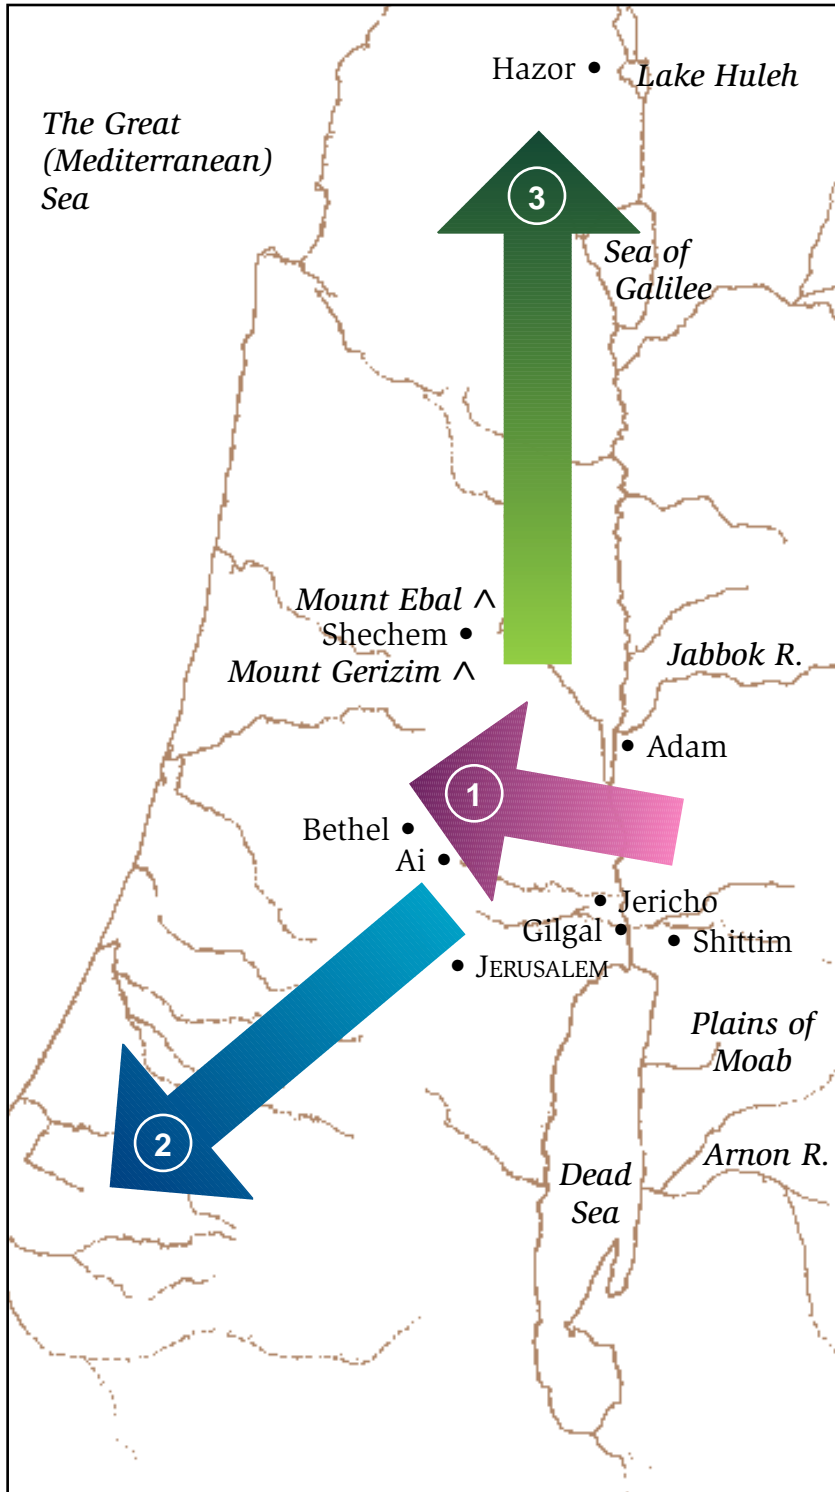 Hazor
Lake Huleh
The Great
(Mediterranean)
Sea
3
Sea of
Galilee
Mount Ebal ^
Shechem
Mount Gerizim ^
Jabbok R.
Adam
1
Bethel
Ai
Jericho
Gilgal
Shittim
JERUSALEM
Plains of
Moab
2
Arnon R.
Dead
Sea